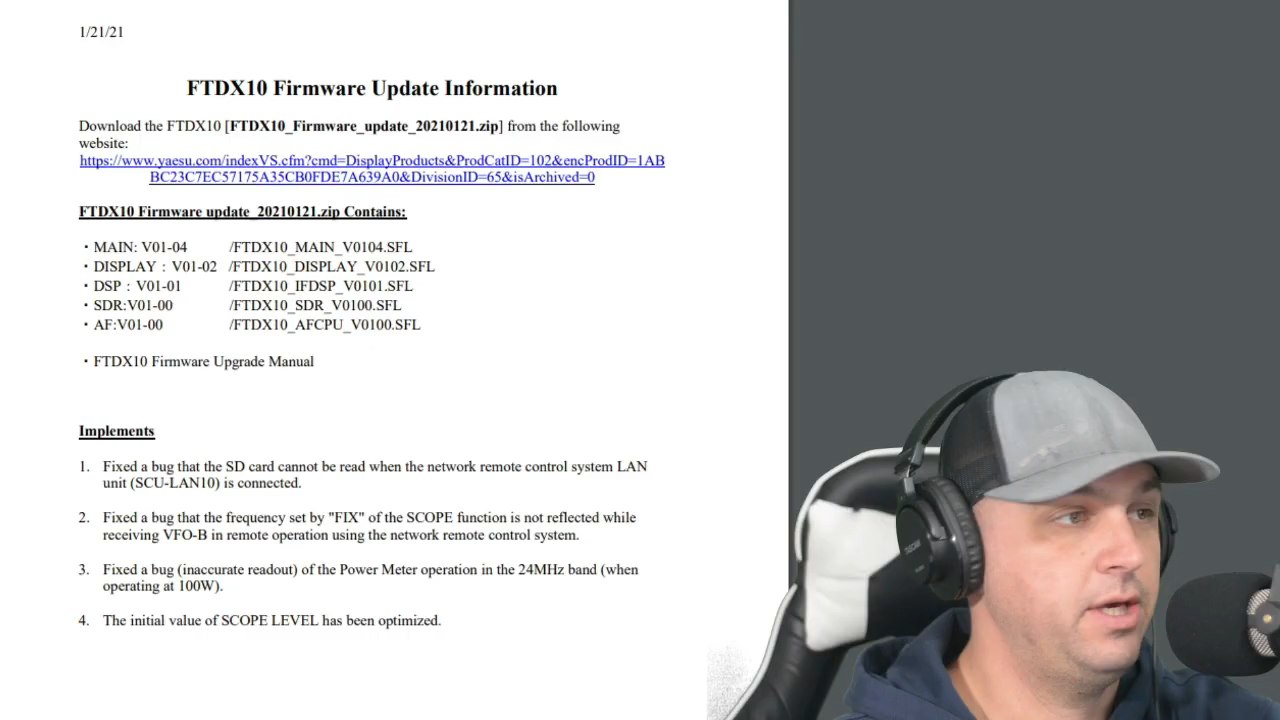 1/21/21
FTDX10 Firmware Update Information
Download the FTDX10 [FTDX10_Firmware_update_20210121.zip] from the following
website:
https://www.yaesu.com/indexVS.cfm?cmd=DisplayProducts&ProdCatID=102&encProdID=1AB
BC23C7EC57175A35CB0FDE7A639A0&DivisionID=65&isArchived=0
FTDX10 Firmware update_20210121.zip Contains:
・MAIN: V01-04 /FTDX10_MAIN_V0104.SFL
・DISPLAY : V01-02 /FTDX10_DISPLAY_V0102.SFL
・DSP : V01-01 /FTDX10_IFDSP_V0101.SFL
・SDR:V01-00 /FTDX10_SDR_V0100.SFL
・AF:V01-00 /FTDX10_AFCPU_V0100.SFL
・FTDX10 Firmware Upgrade Manual
Implements
1. Fixed a bug that the SD card cannot be read when the network remote control system LAN
unit (SCU-LAN10) is connected.
2. Fixed a bug that the frequency set by "FIX" of the SCOPE function is not reflected while
receiving VFO-B in remote operation using the network remote control system.
3. Fixed a bug (inaccurate readout) of the Power Meter operation in the 24MHz band (when
operating at 100W).
4. The initial value of SCOPE LEVEL has been optimized.